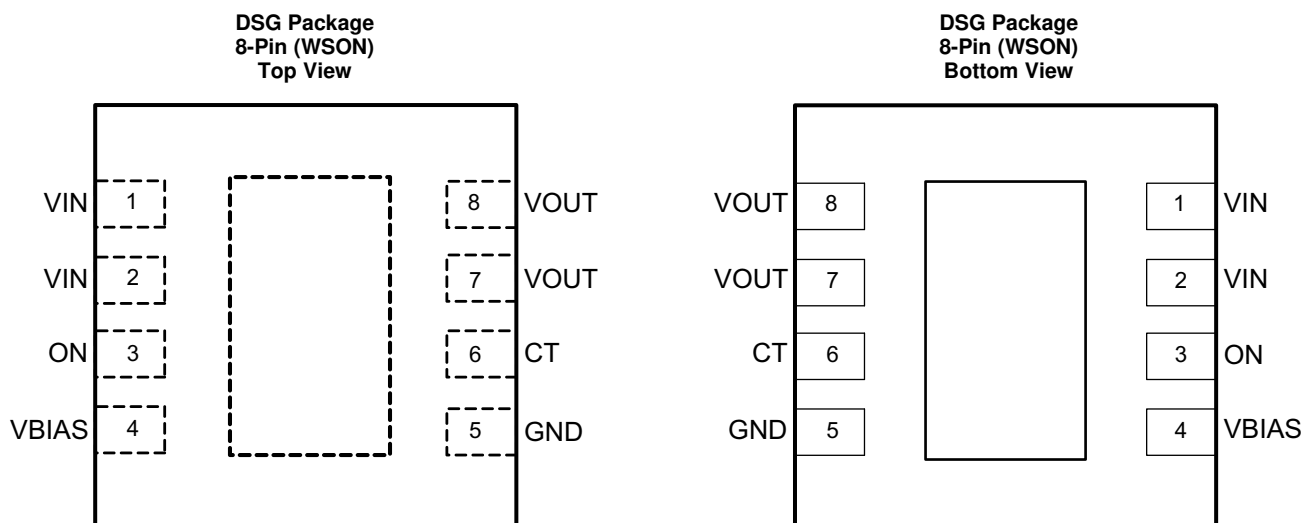 DSG Package
8-Pin (WSON)
Top View
VIN 1 8 VOUT
VIN 2 7 VOUT
ON 3 6 CT
VBIAS 4 5 GND
DSG Package
8-Pin (WSON)
Bottom View
VOUT 8 1 VIN
VOUT 7 2 VIN
CT 6 3 ON
GND 5 4 VBIAS